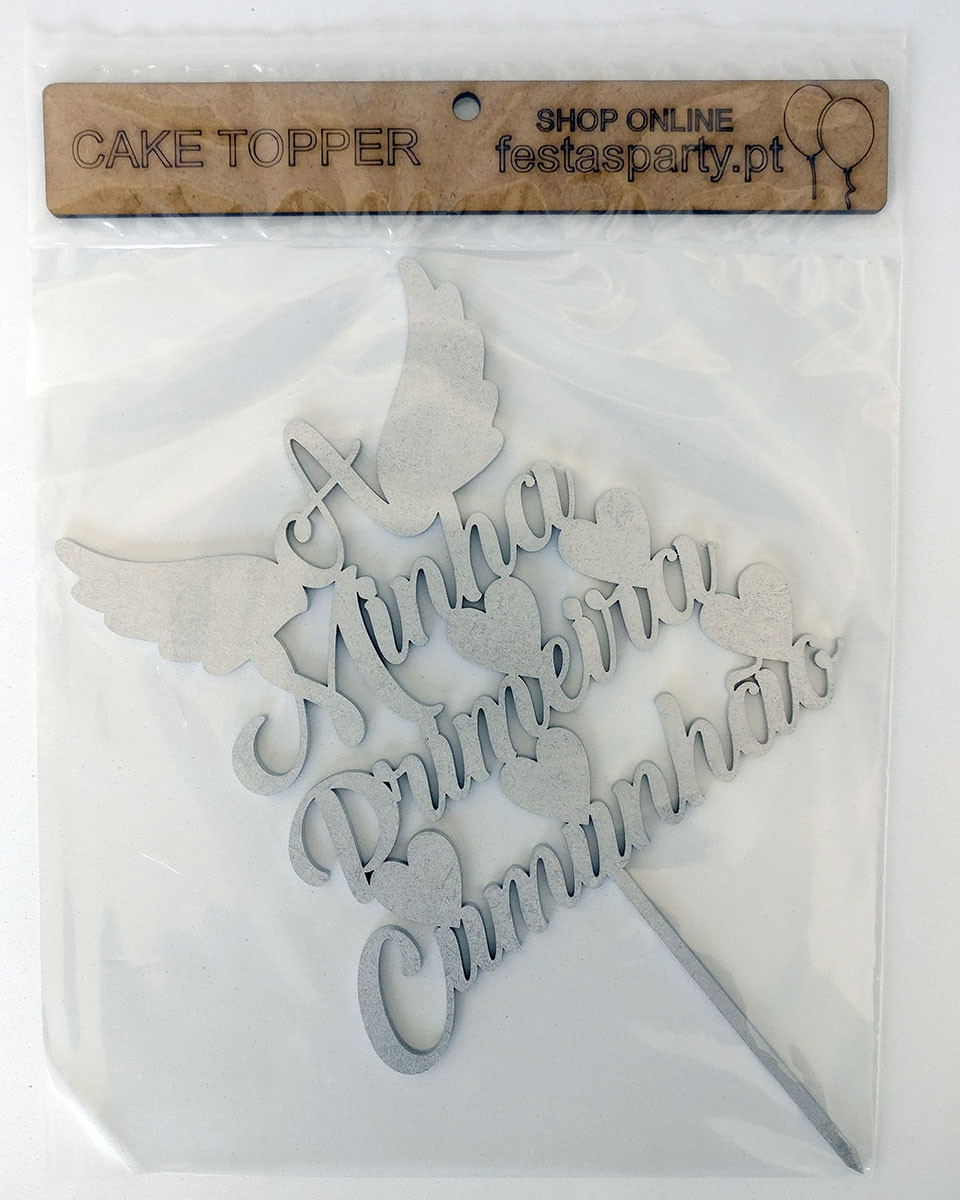 CAKE TOPPER
SHOP ONLINE
festasparty.pt
A
Minha
Primeira
Comunhão